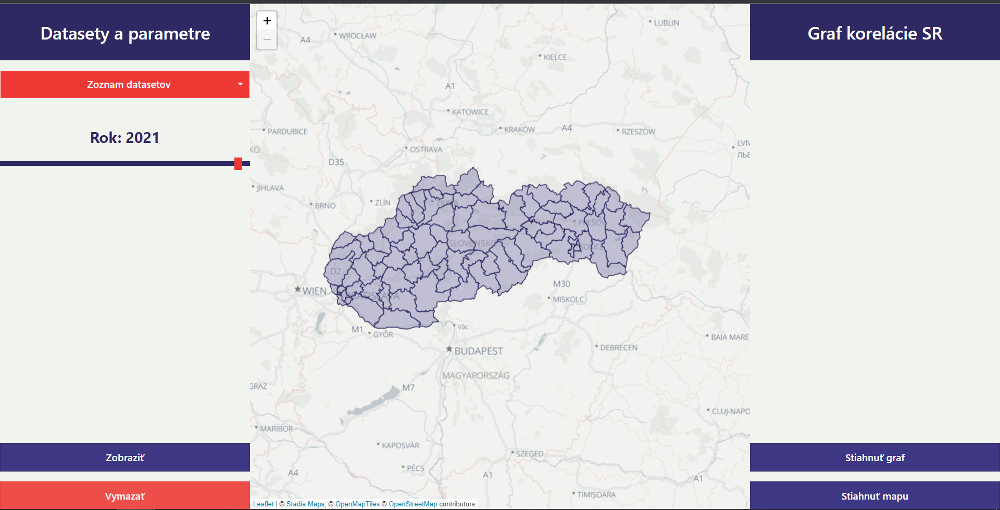 Datasety a parametre
Zoznam datasetov
Rok: 2021
Zobraziť
Vymazať
+
−
A4
WROCŁAW
LUBLIN
KIELCE
A1
KATOWICE
KRAKÓW
A4
RZESZÓW
PARDUBICE
KO
OSTRAVA
LVIV
ЛЬВ
D35
JIHLAVA
BRNO
ZLÍN
ŽILINA
PREŠOV
SLOVENSKO
KOŠICE
D2
WIEN
BRATISLAVA
M30
MISKOLC
M1
GYŐR
Vác
BAIA MARE
BUDAPEST
DEBRECEN
MAGYARORSZÁG
GRAZ
M7
CLUJ-NAPO
MARIBOR
KAPOSVÁR
SZEGED
PÉCS
A4
A1
A1
TIMIȘOARA
Leaflet | © Stadia Maps, © OpenMapTiles © OpenStreetMap contributors
Graf korelácie SR
Stiahnuť graf
Stiahnuť mapu